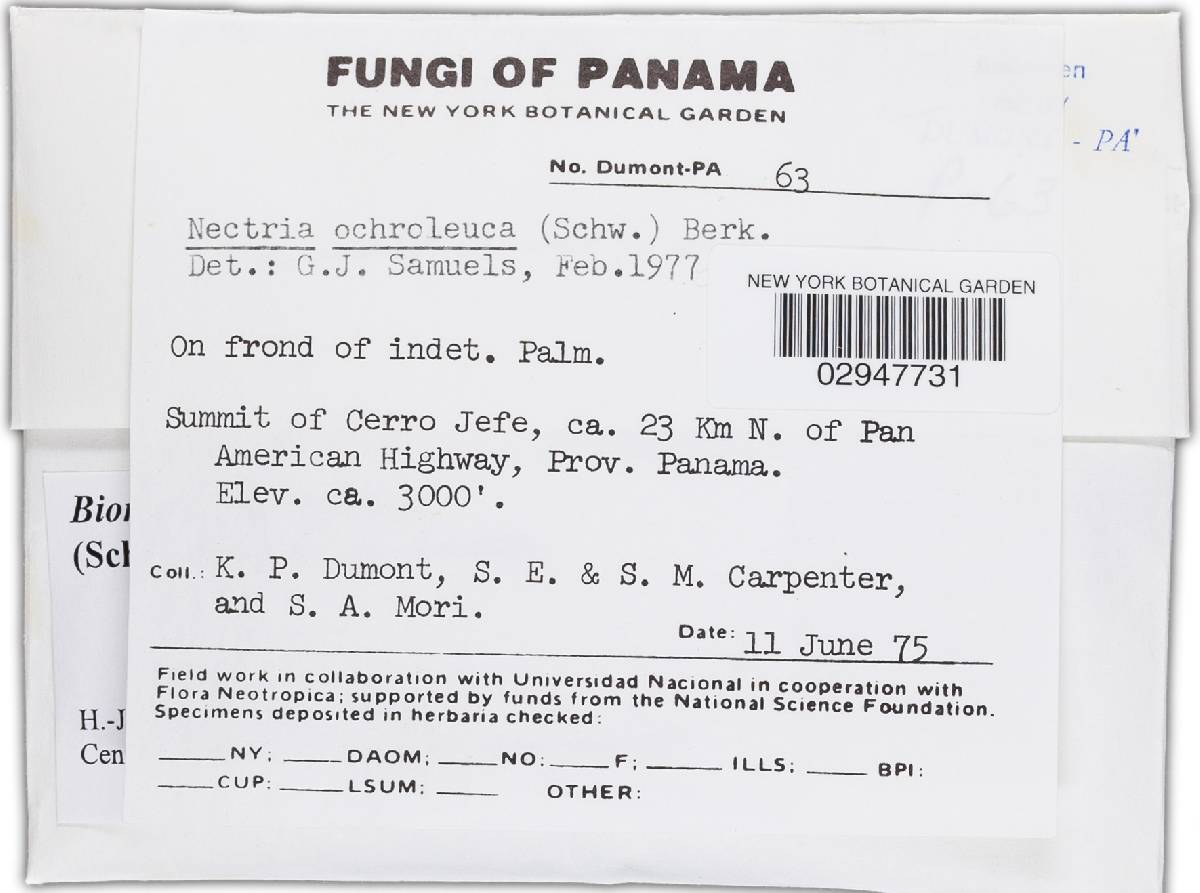 FUNGI OF PANAMA
THE NEW YORK BOTANICAL GARDEN
en
- PA'
No. Dumont-PA 63
Nectria ochroleuca (Schw.) Berk.
Det.: G.J. Samuels, Feb.1977
NEW YORK BOTANICAL GARDEN
02947731
On frond of indet. Palm.
Summit of Cerro Jefe, ca. 23 Km N. of Pan
American Highway, Prov. Panama.
Elev. ca. 3000'.
Coll.: K. P. Dumont, S. E. & S. M. Carpenter,
and S. A. Mori.
Date: 11 June 75
Field work in collaboration with Universidad Nacional in cooperation with
Flora Neotropica; supported by funds from the National Science Foundation.
Specimens deposited in herbaria checked:
NY; DAOM; NO: F; ILLS; BPI:
CUP: LSUM; OTHER:
Bio
(Sc
H.-J
Cen